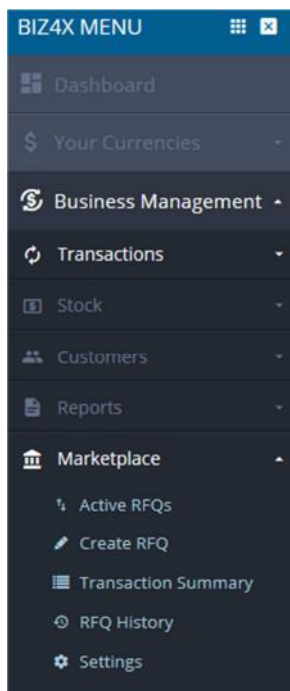 BIZ4X MENU
Dashboard
Your Currencies
Business Management
Transactions
Stock
Customers
Reports
Marketplace
Active RFQs
Create RFQ
Transaction Summary
RFQ History
Settings